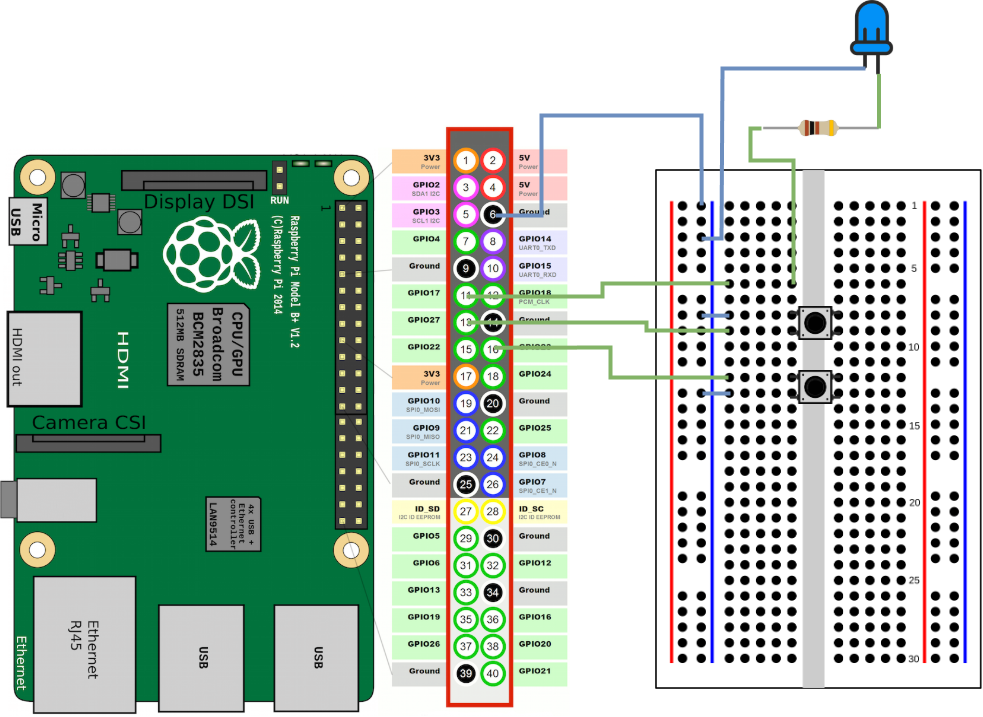 Display DSI
RUN
Micro
USB
1
Raspberry Pi Model B+ V1.2
(C)Raspberry Pi 2014
CPU/GPU
Broadcom
BCM2835
512MB SDRAM
HDMI out
HDMI
Camera CSI
4x USB +
Ethernet
controller
LAN9514
Ethernet
Ethernet
RJ45
USB
USB
3V3
Power
1
2
5V
Power
GPIO2
SDA1 I2C
3
4
5V
Power
GPIO3
SCL1 I2C
5
6
Ground
GPIO4
7
8
GPIO14
UART0_TXD
Ground
9
10
GPIO15
UART0_RXD
GPIO17
11
12
GPIO18
PCM_CLK
GPIO27
13
14
Ground
GPIO22
15
16
GPIO23
3V3
Power
17
18
GPIO24
GPIO10
SPI0_MOSI
19
20
Ground
GPIO9
SPI0_MISO
21
22
GPIO25
GPIO11
SPI0_SCLK
23
24
GPIO8
SPI0_CE0_N
Ground
25
26
GPIO7
SPI0_CE1_N
ID_SD
I2C ID EEPROM
27
28
ID_SC
I2C ID EEPROM
GPIO5
29
30
Ground
GPIO6
31
32
GPIO12
GPIO13
33
34
Ground
GPIO19
35
36
GPIO16
GPIO26
37
38
GPIO20
Ground
39
40
GPIO21
1
5
10
15
20
25
30